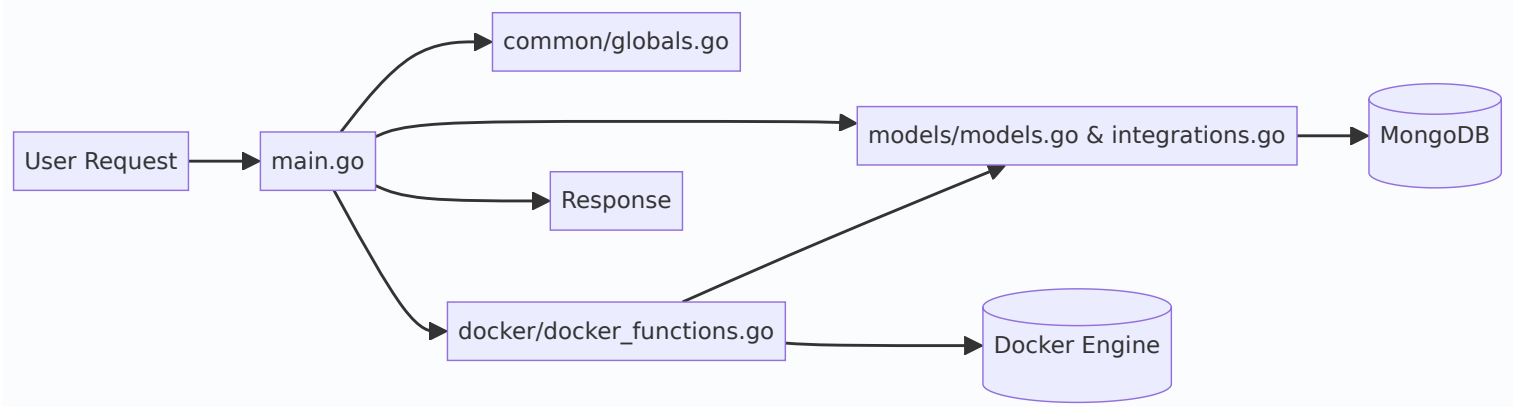 common/globals.go
models/models.go & integrations.go
MongoDB
User Request
main.go
Response
docker/docker_functions.go
Docker Engine